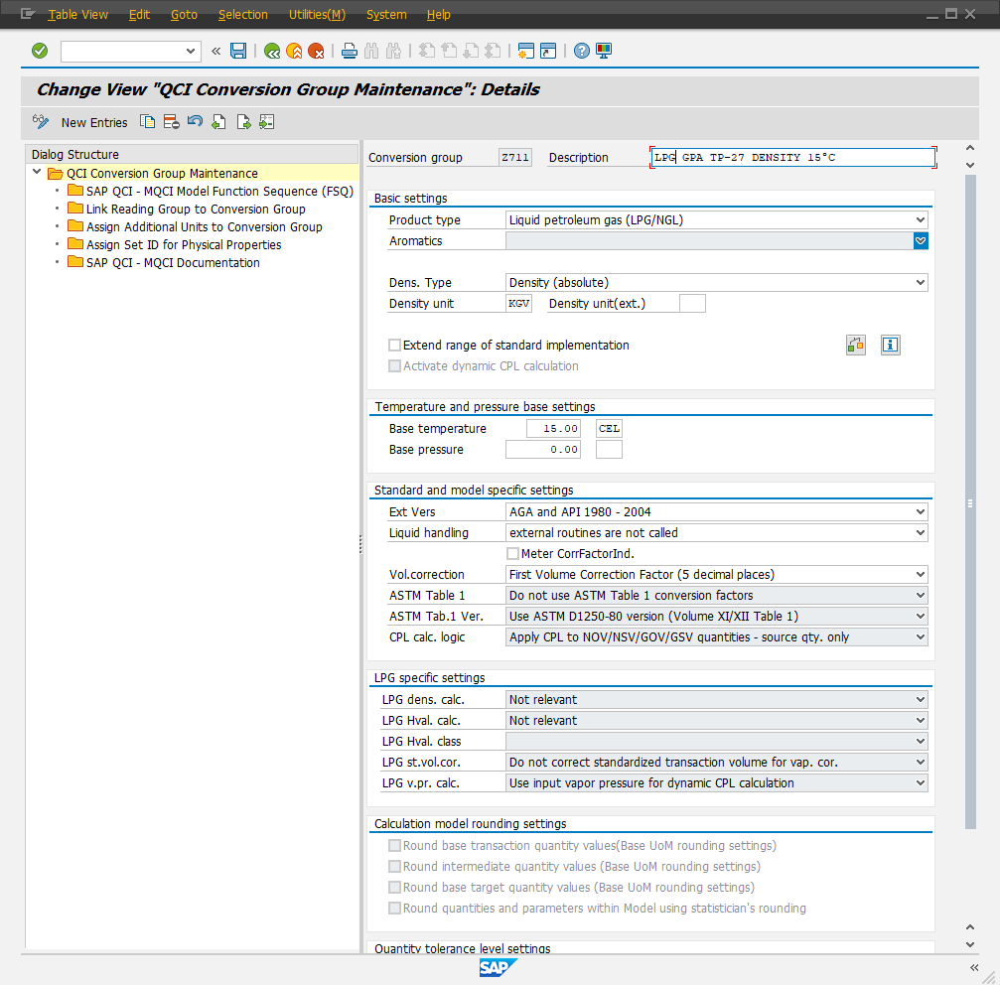 Table View Edit Goto Selection Utilities(M) System Help
Change View "QCI Conversion Group Maintenance": Details
New Entries
Dialog Structure
QCI Conversion Group Maintenance
SAP QCI - MQCI Model Function Sequence (FSQ)
Link Reading Group to Conversion Group
Assign Additional Units to Conversion Group
Assign Set ID for Physical Properties
SAP QCI - MQCI Documentation
Conversion group Z711 Description LPG GPA TP-27 DENSITY 15°C
Basic settings
Product type Liquid petroleum gas (LPG/NGL)
Aromatics
Dens. Type Density (absolute)
Density unit KGV Density unit(ext.)
Extend range of standard implementation
Activate dynamic CPL calculation
Temperature and pressure base settings
Base temperature 15.00 CEL
Base pressure 0.00
Standard and model specific settings
Ext Vers AGA and API 1980 - 2004
Liquid handling external routines are not called
Meter CorrFactorInd.
Vol.correction First Volume Correction Factor (5 decimal places)
ASTM Table 1 Do not use ASTM Table 1 conversion factors
ASTM Tab.1 Ver. Use ASTM D1250-80 version (Volume XI/XII Table 1)
CPL calc. logic Apply CPL to NOV/NSV/GOV/GSV quantities - source qty. only
LPG specific settings
LPG dens. calc. Not relevant
LPG Hval. calc. Not relevant
LPG Hval. class
LPG st.vol.cor. Do not correct standardized transaction volume for vap. cor.
LPG v.pr. calc. Use input vapor pressure for dynamic CPL calculation
Calculation model rounding settings
Round base transaction quantity values(Base UoM rounding settings)
Round intermediate quantity values (Base UoM rounding settings)
Round base target quantity values (Base UoM rounding settings)
Round quantities and parameters within Model using statistician's rounding
Quantity tolerance level settings
SAP